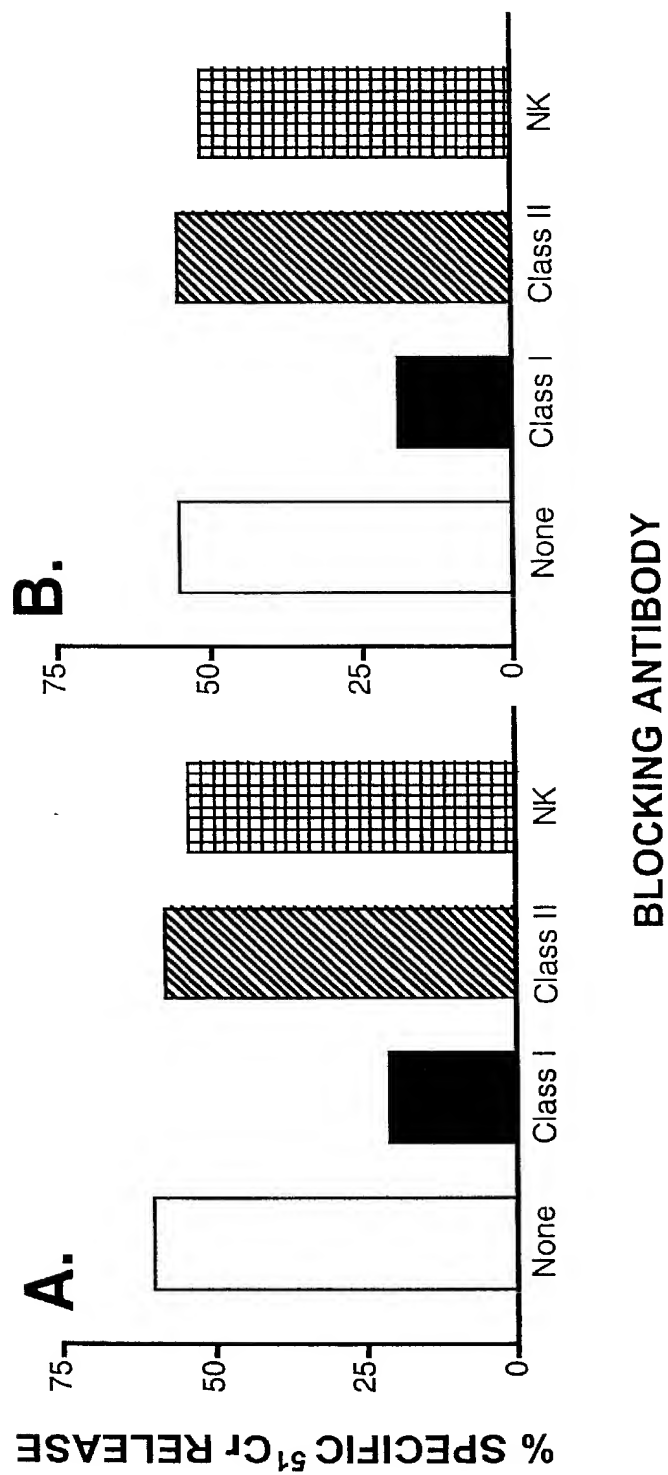 A.
% SPECIFIC ⁵¹Cr RELEASE
75
50
25
0
None
Class I
Class II
NK
B.
75
50
25
0
None
Class I
Class II
NK
BLOCKING ANTIBODY